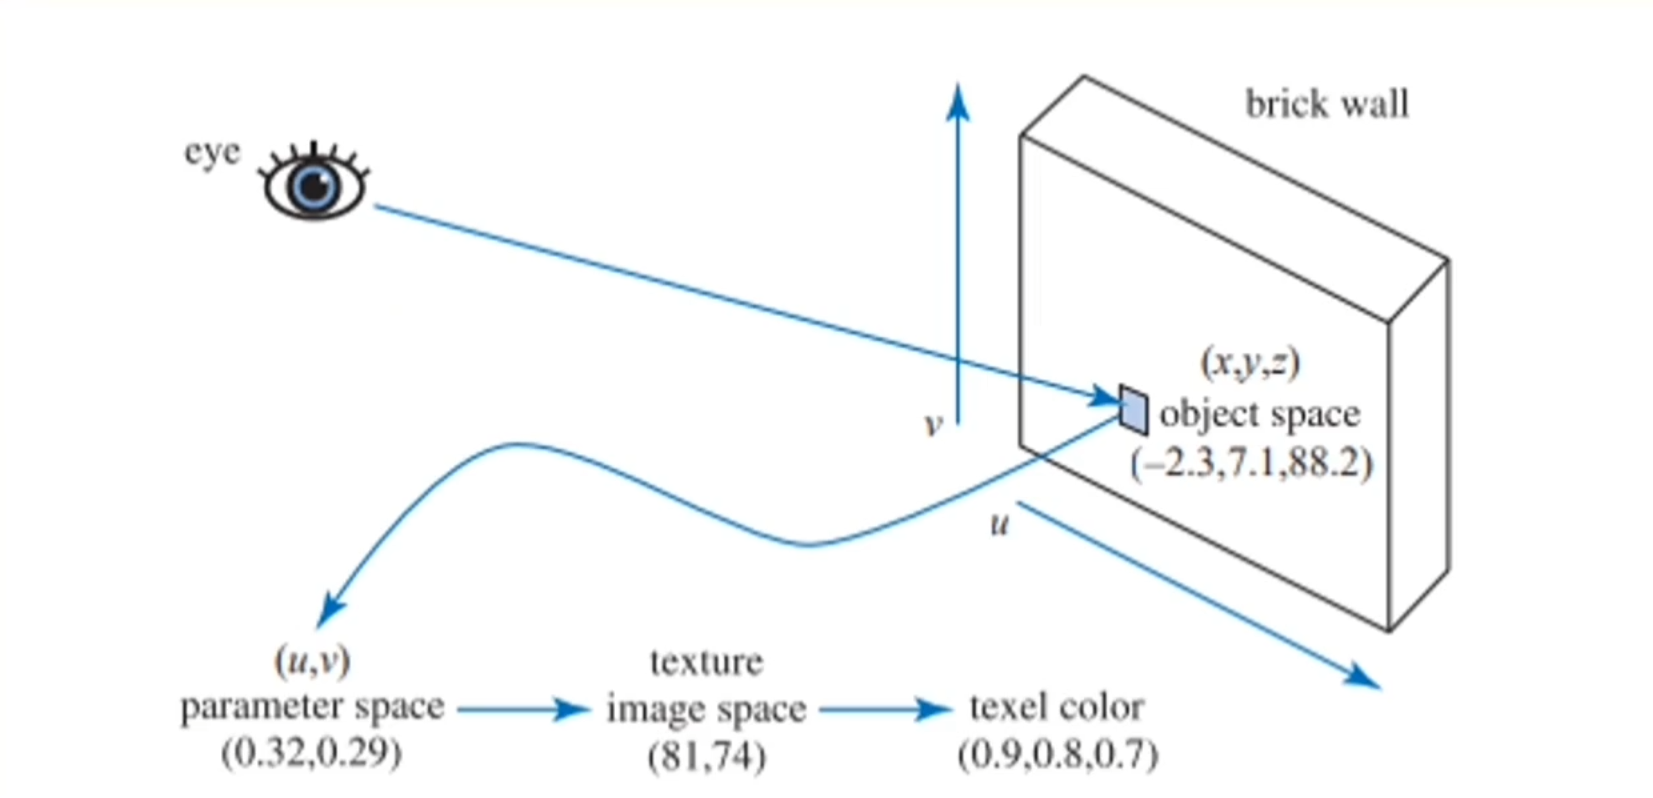 brick wall
eye
(x,y,z)
object space
(–2.3,7.1,88.2)
v
u
(u,v)
parameter space
(0.32,0.29)
texture
image space
(81,74)
texel color
(0.9,0.8,0.7)